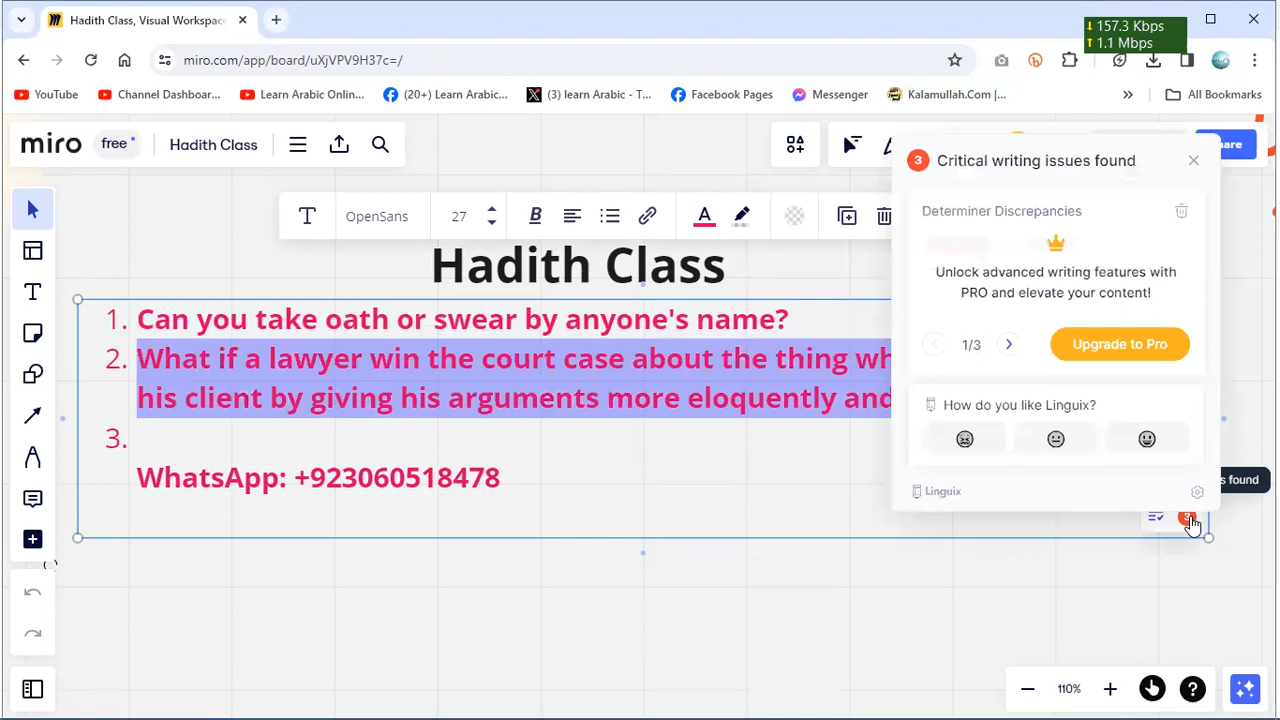 Hadith Class, Visual Workspace
157.3 Kbps
1.1 Mbps
miro.com/app/board/uXjVPV9H37c=/
YouTube
Channel Dashboar...
Learn Arabic Onlin...
(20+) Learn Arabic...
(3) learn Arabic - T...
Facebook Pages
Messenger
Kalamullah.Com |...
All Bookmarks
miro
free
Hadith Class
OpenSans
27
B
A
Hadith Class
1. Can you take oath or swear by anyone's name?
2. What if a lawyer win the court case about the thing wh
his client by giving his arguments more eloquently and
3.
WhatsApp: +923060518478
3 Critical writing issues found
Determiner Discrepancies
Unlock advanced writing features with
PRO and elevate your content!
1/3
Upgrade to Pro
How do you like Linguix?
Linguix
s found
110%